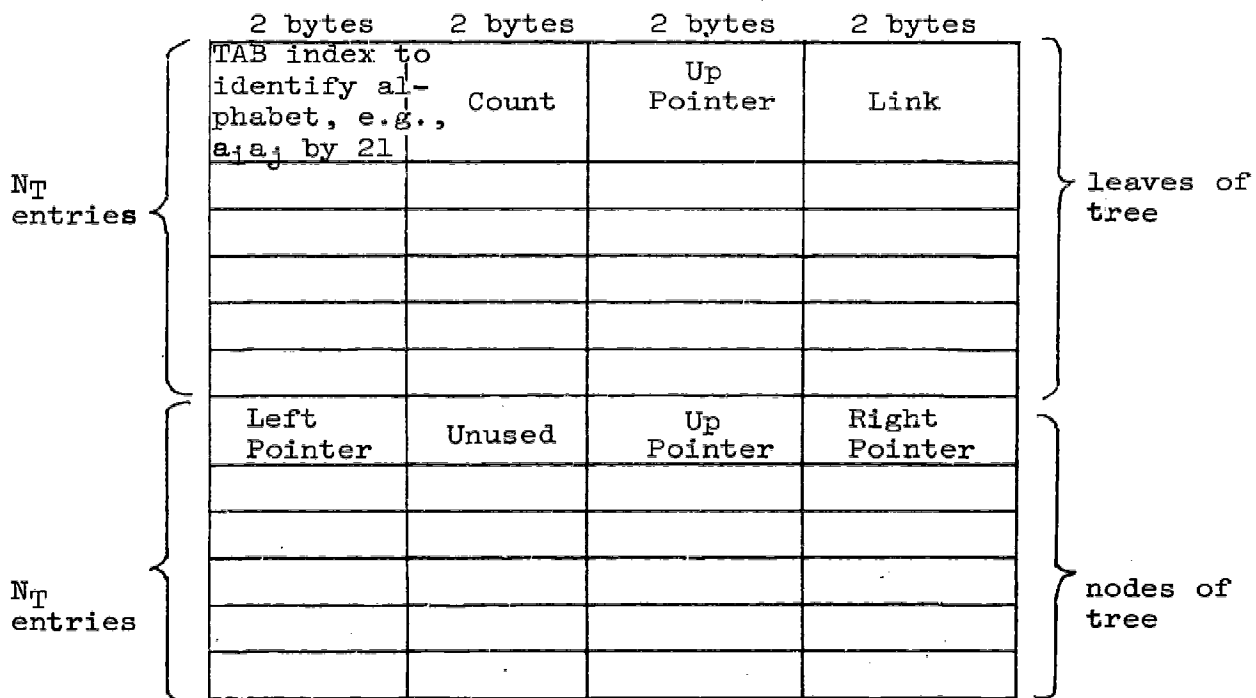 2 bytes 2 bytes 2 bytes 2 bytes
TAB index to
identify al-
phabet, e.g.,
aⱼaⱼ by 21
Count
Up
Pointer
Link
N_T
entries
leaves of
tree
Left
Pointer
Unused
Up
Pointer
Right
Pointer
N_T
entries
nodes of
tree